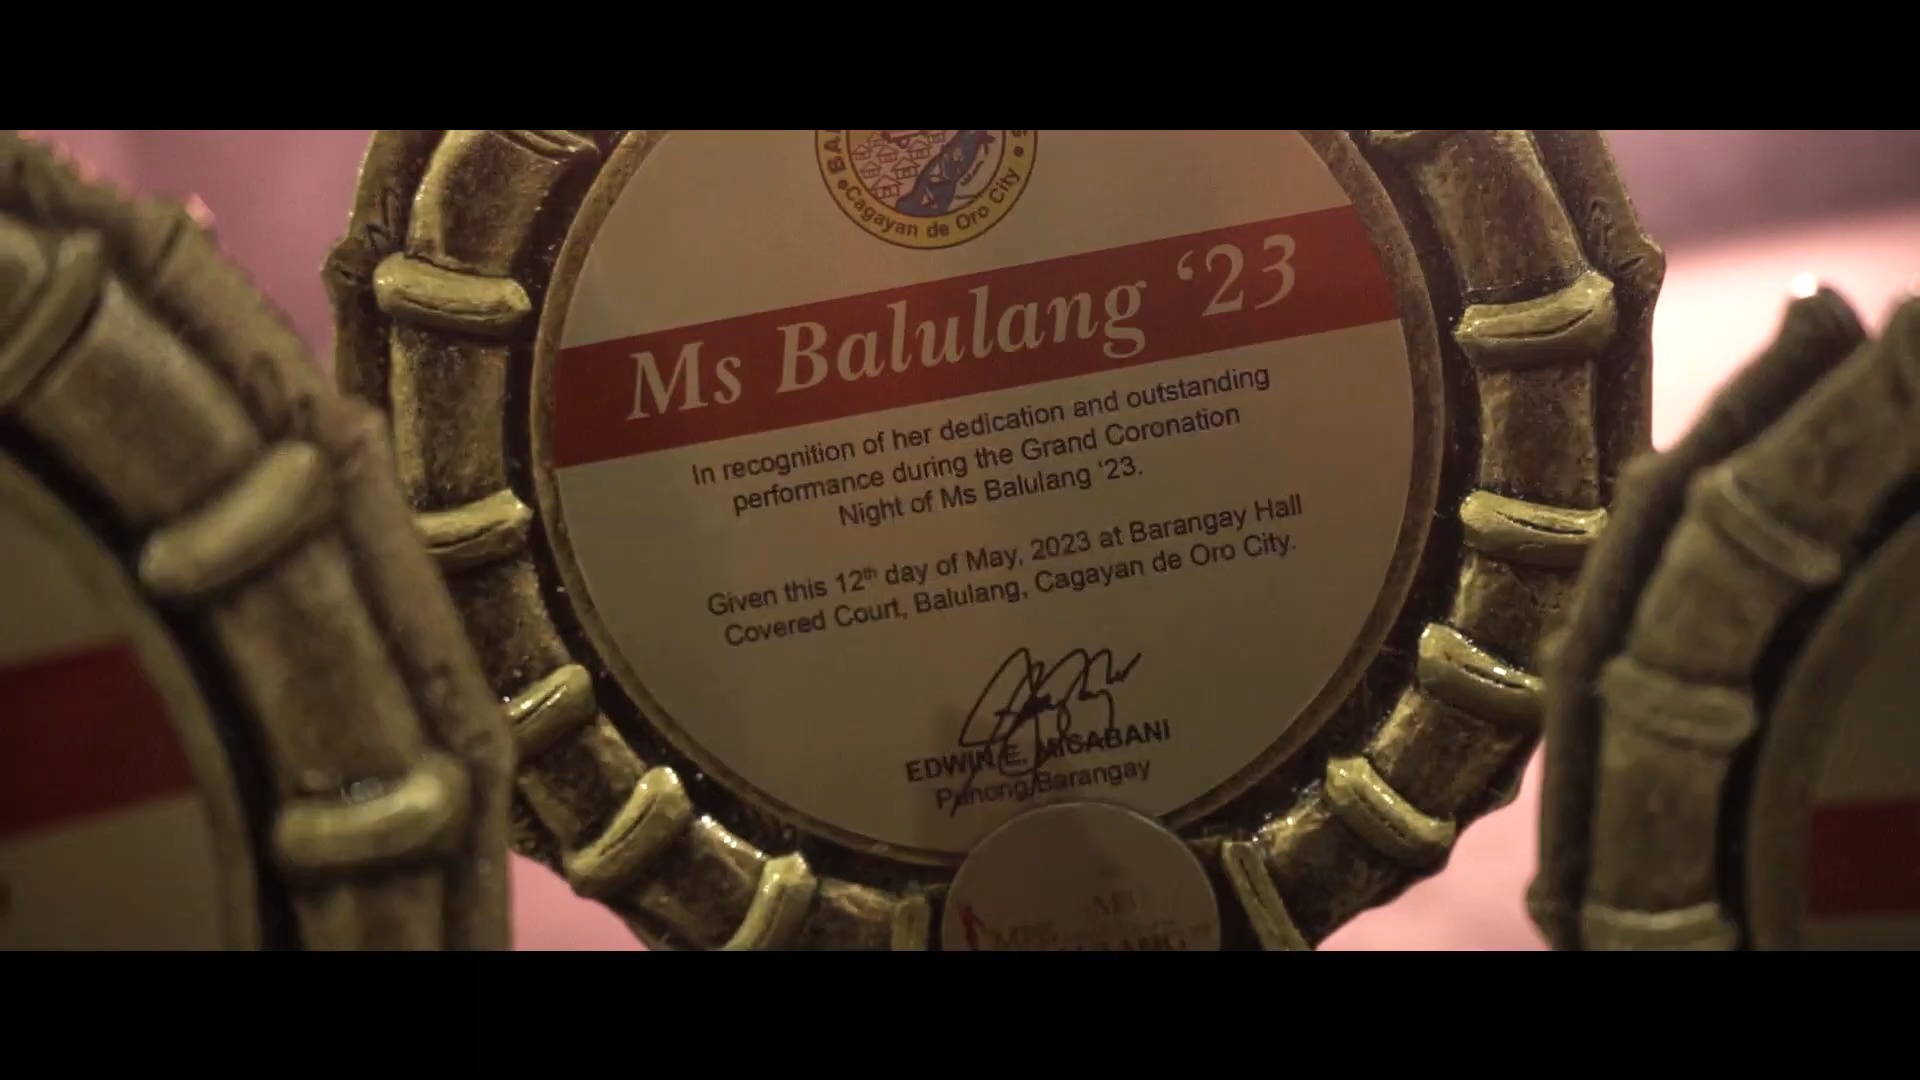 Cagayan de Oro City
Ms Balulang ‘23
In recognition of her dedication and outstanding
performance during the Grand Coronation
Night of Ms Balulang ‘23.
Given this 12th day of May, 2023 at Barangay Hall
Covered Court, Balulang, Cagayan de Oro City.
EDWIN E. MISABANI
Punong Barangay